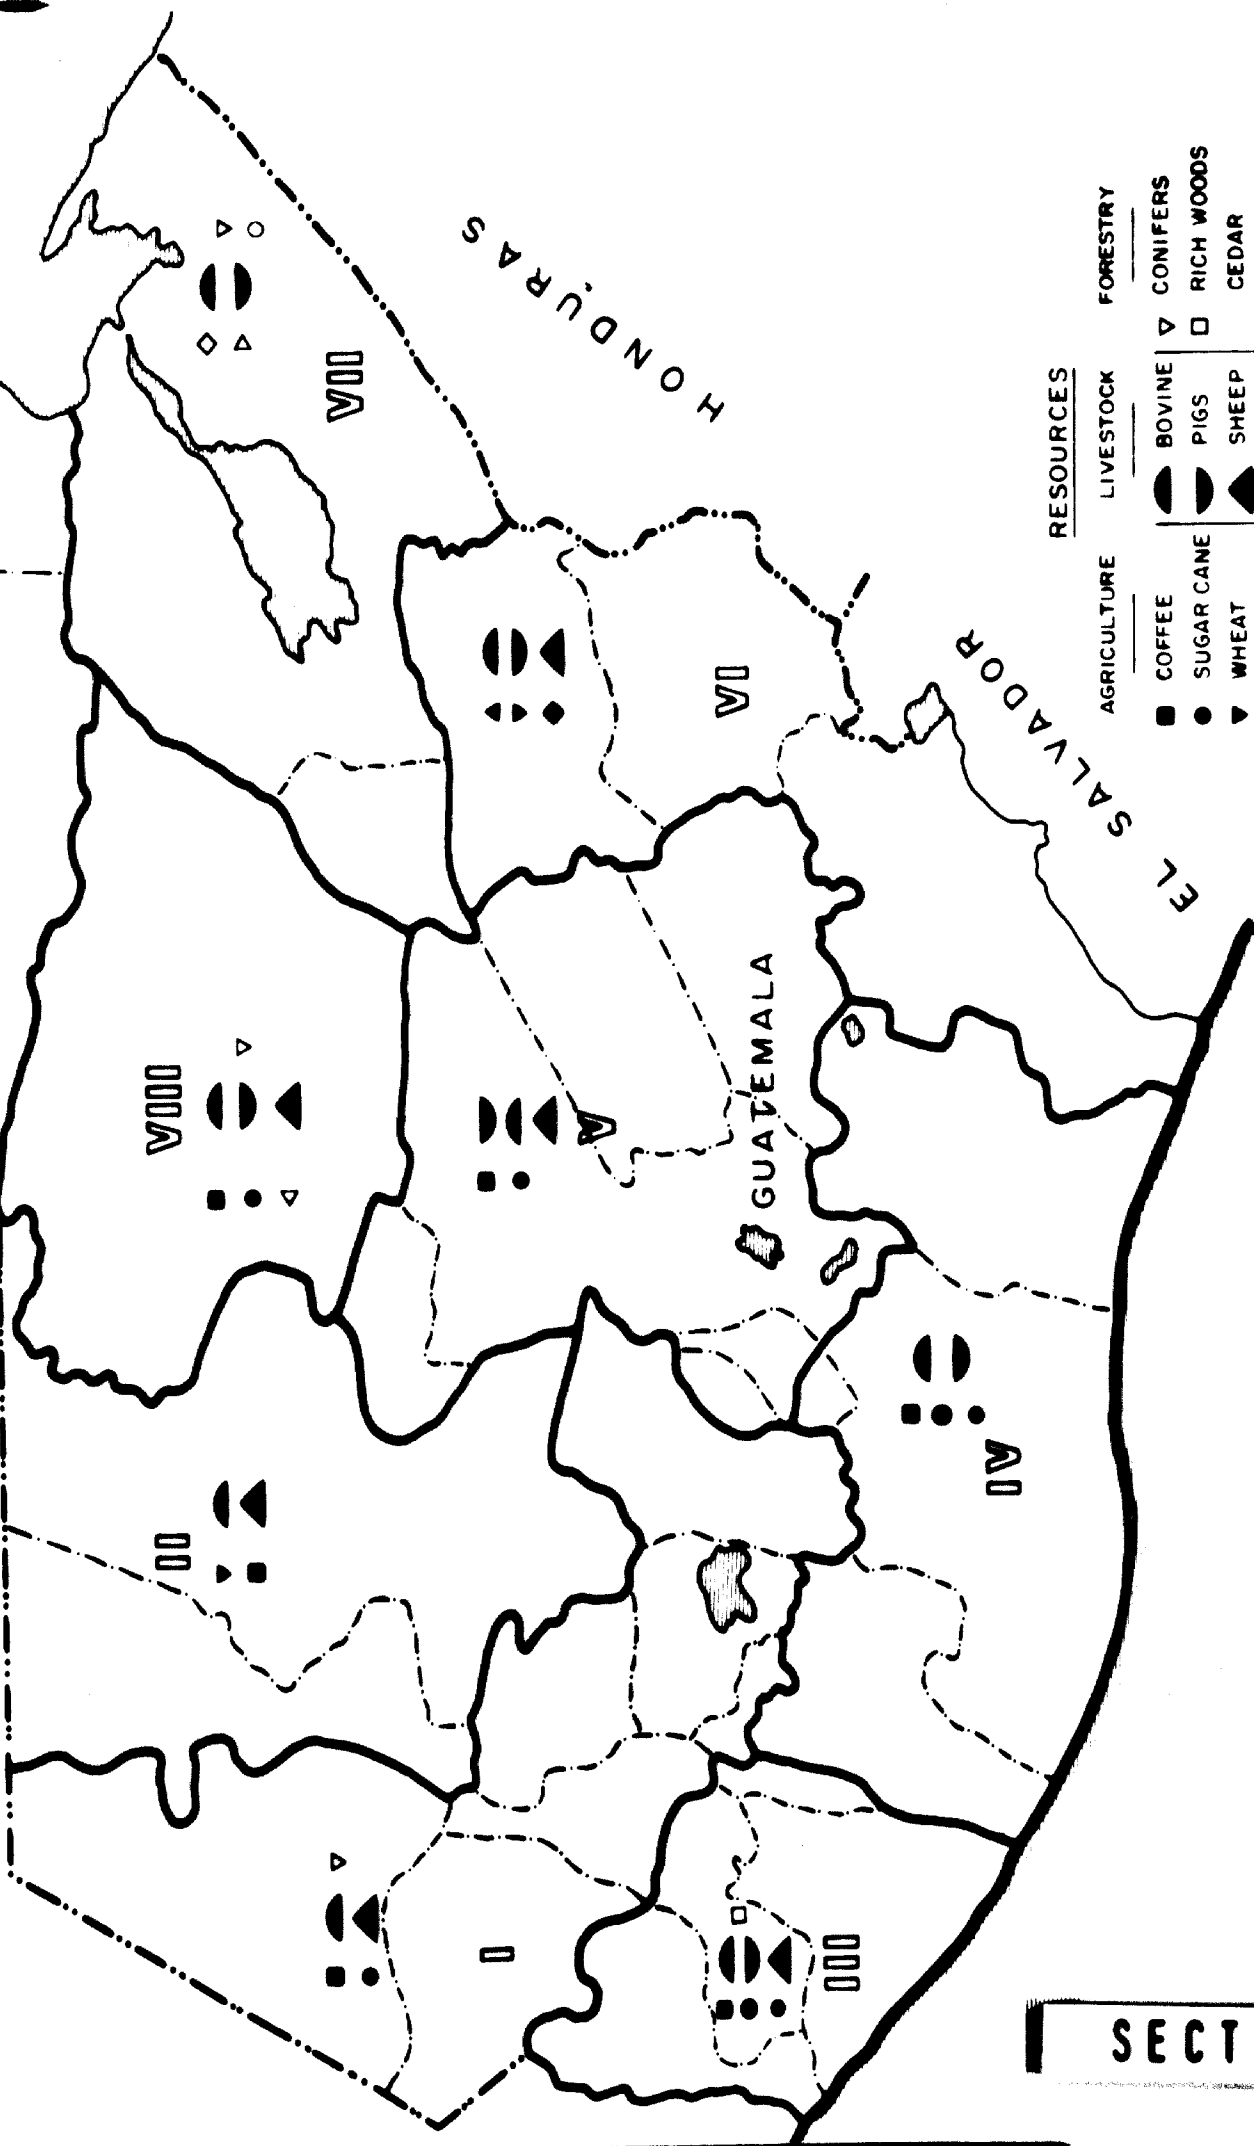 VIII
VII
II
HONDURAS
VI
I
V
GUATEMALA
III
IV
EL SALVADOR
RESOURCES
AGRICULTURE LIVESTOCK FORESTRY
COFFEE BOVINE CONIFERS
SUGAR CANE PIGS RICH WOODS
WHEAT SHEEP CEDAR
SECT